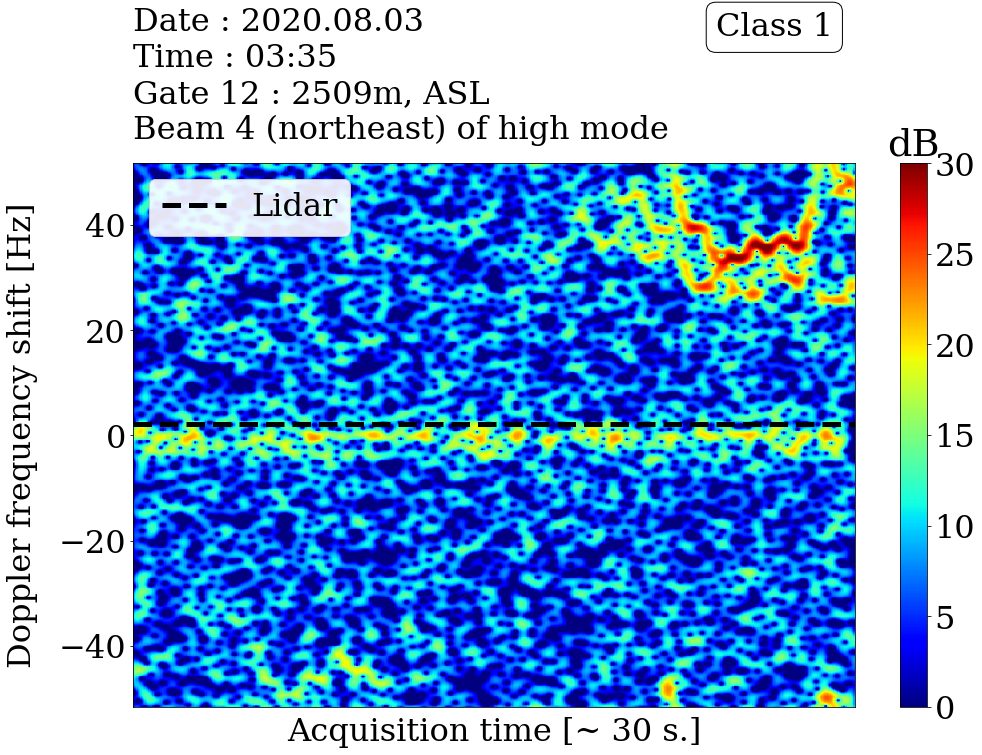 Date : 2020.08.03
Time : 03:35
Gate 12 : 2509m, ASL
Beam 4 (northeast) of high mode
Class 1
dB
Lidar
Doppler frequency shift [Hz]
40
20
0
−20
−40
30
25
20
15
10
5
0
Acquisition time [~ 30 s.]